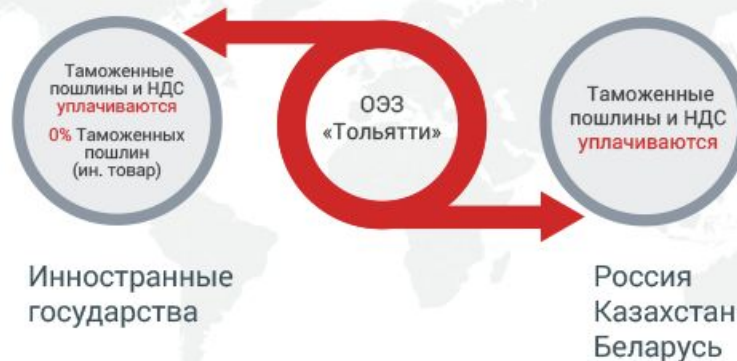 Таможенные
пошлины и НДС
уплачиваются
0% Таможенных
пошлин
(ин. товар)
ОЭЗ
«Тольятти»
Таможенные
пошлины и НДС
уплачиваются
Инностранные
государства
Россия
Казахстан
Беларусь